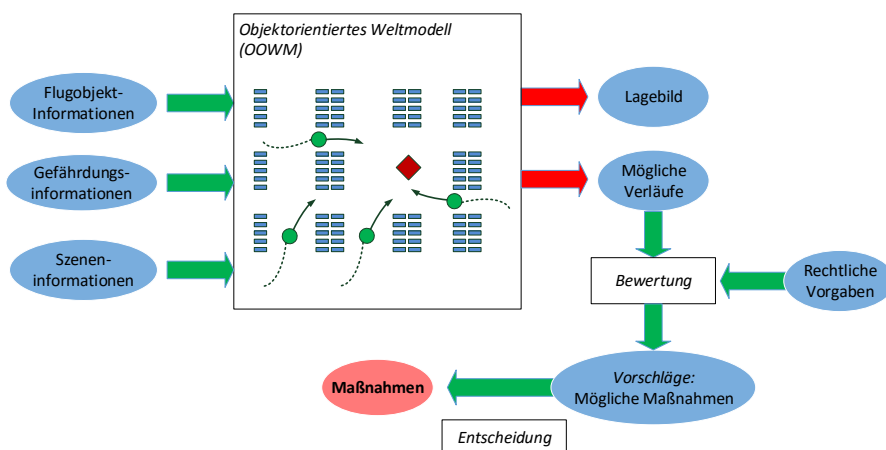 Objektorientiertes Weltmodell
(OOWM)
Flugobjekt-
Informationen
Gefährdungs-
informationen
Szenen-
informationen
Lagebild
Mögliche
Verläufe
Bewertung
Rechtliche
Vorgaben
Vorschläge:
Mögliche Maßnahmen
Maßnahmen
Entscheidung